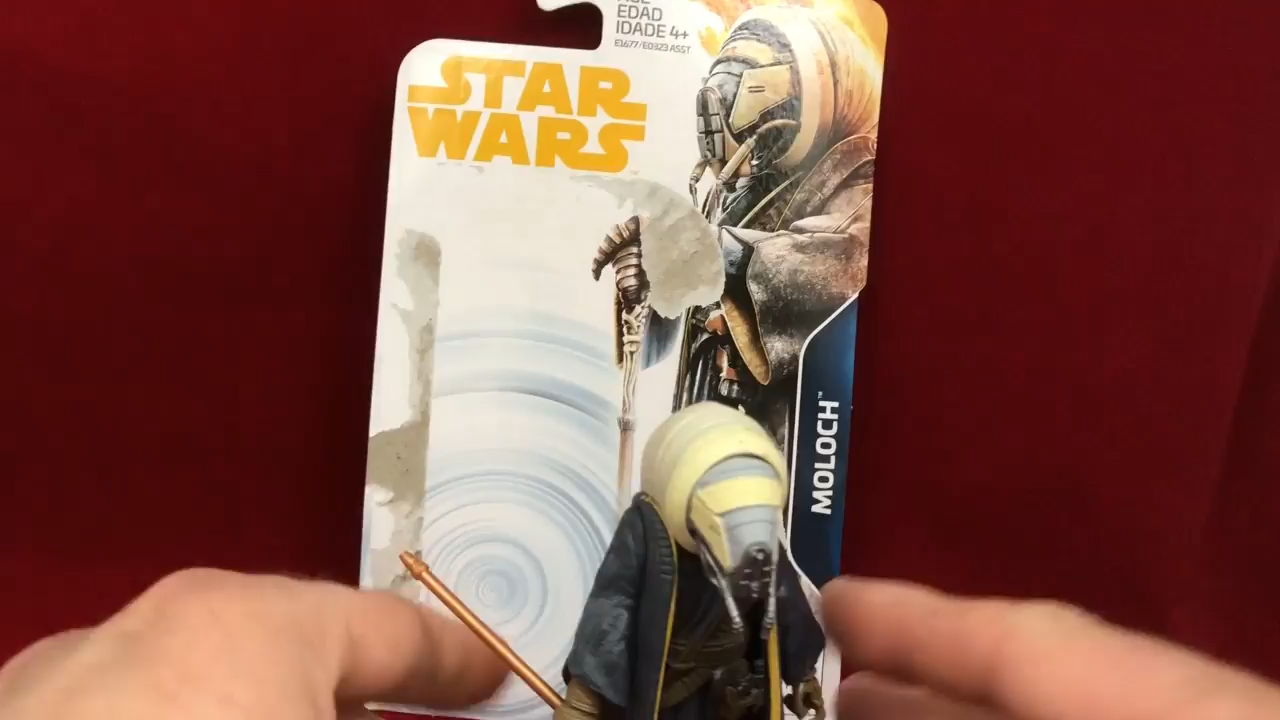 EDAD
IDADE 4+
E1677/E0323 ASST
STAR
WARS
MOLOCH™